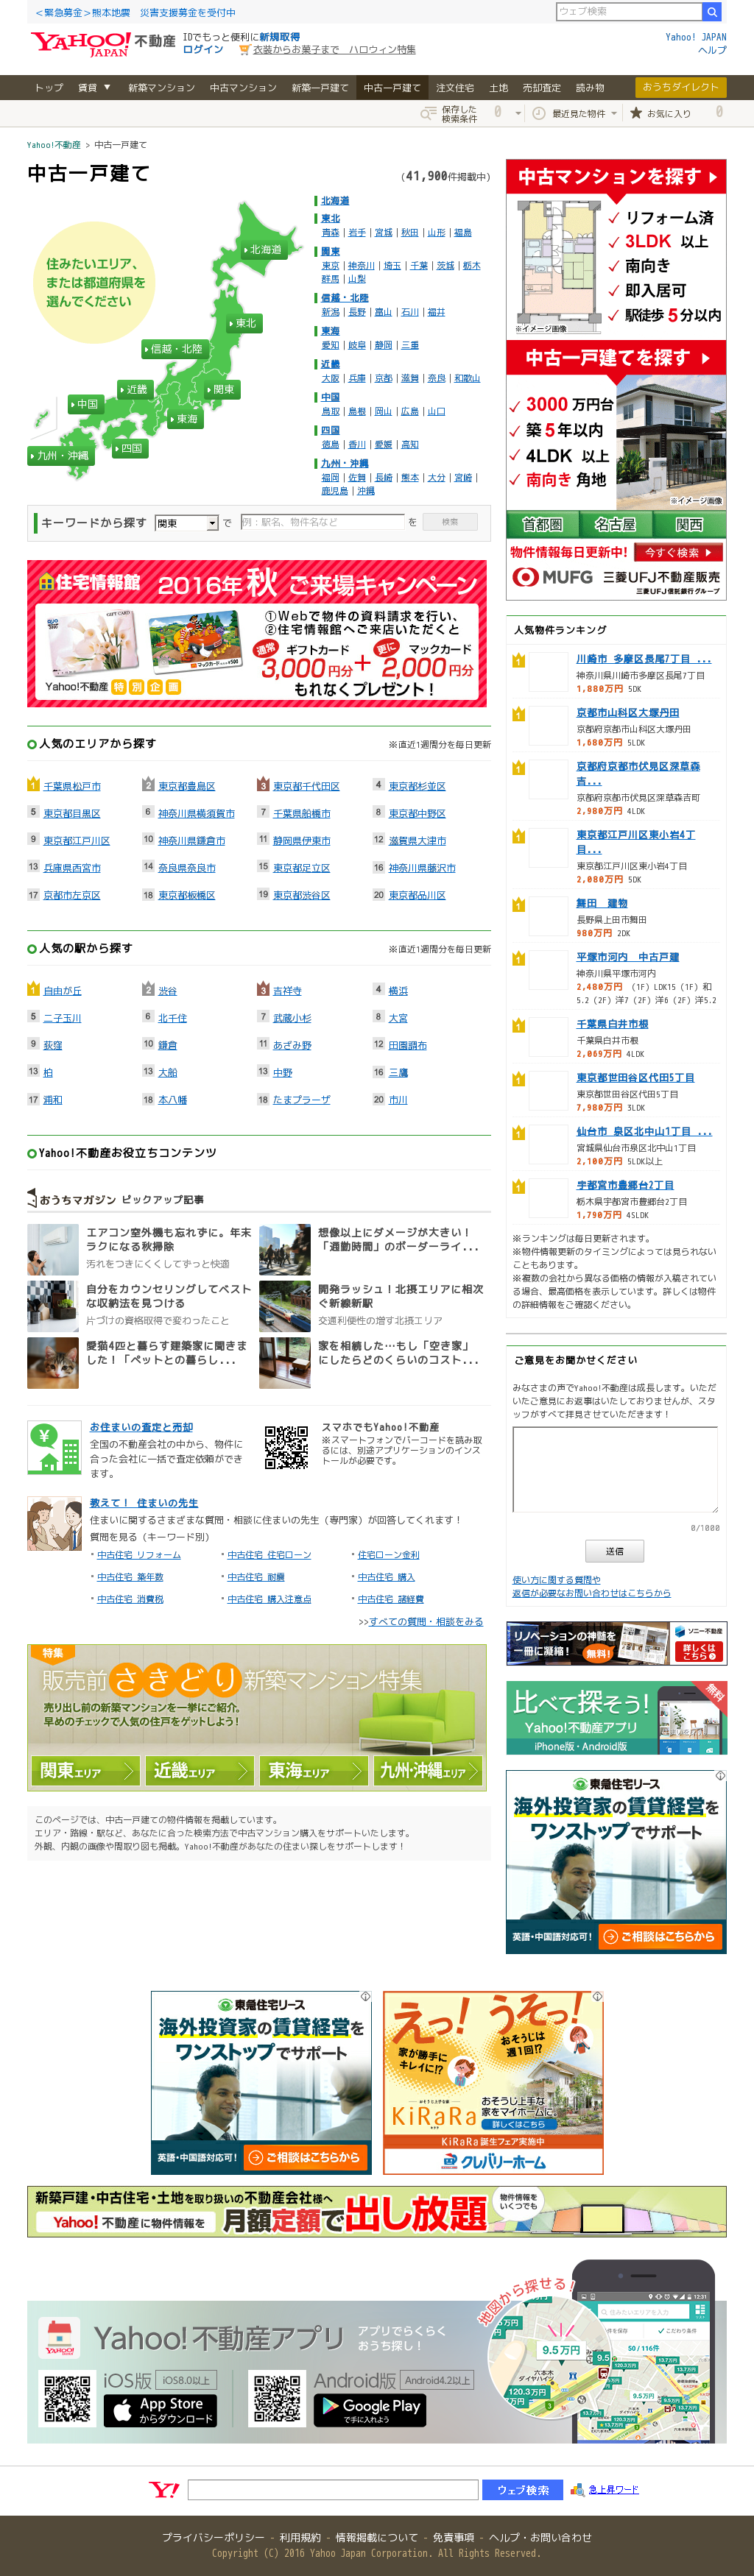 ＜緊急募金＞熊本地震　災害支援募金を受付中
ウェブ検索
YAHOO! JAPAN 不動産
IDでもっと便利に新規取得
ログイン
衣装からお菓子まで　ハロウィン特集
Yahoo! JAPAN
ヘルプ
トップ 賃貸 ▼ 新築マンション 中古マンション 新築一戸建て 中古一戸建て 注文住宅 土地 売却査定 読み物 おうちダイレクト
保存した検索条件 0 最近見た物件 お気に入り 0
Yahoo!不動産 > 中古一戸建て
中古一戸建て
(41,900件掲載中)
住みたいエリア、
または都道府県を
選んでください
北海道
東北
信越・北陸
近畿
関東
中国
東海
四国
九州・沖縄
北海道
東北
青森｜岩手｜宮城｜秋田｜山形｜福島
関東
東京｜神奈川｜埼玉｜千葉｜茨城｜栃木
群馬｜山梨
信越・北陸
新潟｜長野｜富山｜石川｜福井
東海
愛知｜岐阜｜静岡｜三重
近畿
大阪｜兵庫｜京都｜滋賀｜奈良｜和歌山
中国
鳥取｜島根｜岡山｜広島｜山口
四国
徳島｜香川｜愛媛｜高知
九州・沖縄
福岡｜佐賀｜長崎｜熊本｜大分｜宮崎｜
鹿児島｜沖縄
キーワードから探す 関東 で 例：駅名、物件名など を 検索
住宅情報館 2016年 秋 ご来場キャンペーン
①Webで物件の資料請求を行い、
②住宅情報館へご来店いただくと
通常 ギフトカード 3,000円分 + 更に マックカード 2,000円分
もれなくプレゼント！
Yahoo!不動産 特別企画
人気のエリアから探す
※直近1週間分を毎日更新
1 千葉県松戸市 2 東京都豊島区 3 東京都千代田区 4 東京都杉並区
5 東京都目黒区 6 神奈川県横須賀市 7 千葉県船橋市 8 東京都中野区
9 東京都江戸川区 10 神奈川県鎌倉市 11 静岡県伊東市 12 滋賀県大津市
13 兵庫県西宮市 14 奈良県奈良市 15 東京都足立区 16 神奈川県藤沢市
17 京都市左京区 18 東京都板橋区 19 東京都渋谷区 20 東京都品川区
人気の駅から探す
※直近1週間分を毎日更新
1 自由が丘 2 渋谷 3 吉祥寺 4 横浜
5 二子玉川 6 北千住 7 武蔵小杉 8 大宮
9 荻窪 10 鎌倉 11 あざみ野 12 田園調布
13 柏 13 大船 13 中野 16 三鷹
17 浦和 18 本八幡 18 たまプラーザ 20 市川
Yahoo!不動産お役立ちコンテンツ
おうちマガジン ピックアップ記事
エアコン室外機も忘れずに。年末ラクになる秋掃除
汚れをつきにくくしてずっと快適
想像以上にダメージが大きい！「通勤時間」のボーダーライ...
自分をカウンセリングしてベストな収納法を見つける
片づけの資格取得で変わったこと
開発ラッシュ！北摂エリアに相次ぐ新線新駅
交通利便性の増す北摂エリア
愛猫4匹と暮らす建築家に聞きました！「ペットとの暮らし...
家を相続した…もし「空き家」にしたらどのくらいのコスト...
お住まいの査定と売却
全国の不動産会社の中から、物件に合った会社に一括で査定依頼ができます。
スマホでもYahoo!不動産
※スマートフォンでバーコードを読み取るには、別途アプリケーションのインストールが必要です。
教えて！ 住まいの先生
住まいに関するさまざまな質問・相談に住まいの先生（専門家）が回答してくれます！
質問を見る（キーワード別）
・中古住宅 リフォーム ・中古住宅 住宅ローン ・住宅ローン金利
・中古住宅 築年数 ・中古住宅 耐震 ・中古住宅 購入
・中古住宅 消費税 ・中古住宅 購入注意点 ・中古住宅 諸経費
>>すべての質問・相談をみる
特集
販売前さきどり新築マンション特集
売り出し前の新築マンションを一挙にご紹介。
早めのチェックで人気の住戸をゲットしよう！
関東エリア 近畿エリア 東海エリア 九州・沖縄エリア
このページでは、中古一戸建ての物件情報を掲載しています。
エリア・路線・駅など、あなたに合った検索方法で中古マンション購入をサポートいたします。
外観、内観の画像や間取り図も掲載。Yahoo!不動産があなたの住まい探しをサポートします！
中古マンションを探す
リフォーム済
3LDK 以上
南向き
即入居可
駅徒歩５分以内
※画像はイメージ
中古一戸建てを探す
3000万円台
築５年以内
4LDK 以上
南向き 角地
※画像はイメージ
首都圏 名古屋 関西
物件情報毎日更新中！ 今すぐ検索
MUFG 三菱UFJ不動産販売
三菱UFJ信託銀行グループ
人気物件ランキング
1 川崎市 多摩区長尾7丁目 ...
神奈川県川崎市多摩区長尾7丁目
1,880万円 5DK
京都市山科区大塚丹田
京都府京都市山科区大塚丹田
1,680万円 5LDK
京都府京都市伏見区深草森吉...
京都府京都市伏見区深草森吉町
2,980万円 4LDK
東京都江戸川区東小岩4丁目...
東京都江戸川区東小岩4丁目
2,080万円 5DK
舞田　建物
長野県上田市舞田
980万円 2DK
平塚市河内　中古戸建
神奈川県平塚市河内
2,480万円 （1F）LDK15（1F）和5.2（2F）洋7（2F）洋6（2F）洋5.2
千葉県白井市根
千葉県白井市根
2,069万円 4LDK
東京都世田谷区代田5丁目
東京都世田谷区代田5丁目
7,980万円 3LDK
仙台市 泉区北中山1丁目 ...
宮城県仙台市泉区北中山1丁目
2,100万円 5LDK以上
宇都宮市豊郷台2丁目
栃木県宇都宮市豊郷台2丁目
1,790万円 4SLDK
※ランキングは毎日更新されます。
※物件情報更新のタイミングによっては見られないこともあります。
※複数の会社から異なる価格の情報が入稿されている場合、最高価格を表示しています。詳しくは物件の詳細情報をご確認ください。
ご意見をお聞かせください
みなさまの声でYahoo!不動産は成長します。いただいたご意見にお返事はいたしておりませんが、スタッフがすべて拝見させていただきます！
0/1000
送信
使い方に関する質問や
返信が必要なお問い合わせはこちらから
リノベーションの神髄を一冊に凝縮！ 無料！ ソニー不動産 詳しくはこちら
比べて探そう！ 無料
Yahoo!不動産アプリ
iPhone版・Android版
東急住宅リース
海外投資家の賃貸経営を
ワンストップでサポート
英語・中国語対応可！ ご相談はこちらから
東急住宅リース
海外投資家の賃貸経営を
ワンストップでサポート
英語・中国語対応可！ ご相談はこちらから
えっ！ うそっ！
家が勝手にキレイに!?
おそうじは週1回!?
KiRaRa
おそうじ上手な家をマイホームに。
詳しくはこちら
KiRaRa 誕生フェア実施中
クレバリーホーム
新築戸建・中古住宅・土地を取り扱いの不動産会社様へ
Yahoo!不動産に物件情報を 月額定額で出し放題
物件情報をいくつでも
地図から探せる！
Yahoo!不動産アプリ アプリでらくらくおうち探し！
iOS版 iOS8.0以上
App Store からダウンロード
Android版 Android4.2以上
Google Play で手に入れよう
ウェブ検索 急上昇ワード
プライバシーポリシー - 利用規約 - 情報掲載について - 免責事項 - ヘルプ・お問い合わせ
Copyright (C) 2016 Yahoo Japan Corporation. All Rights Reserved.